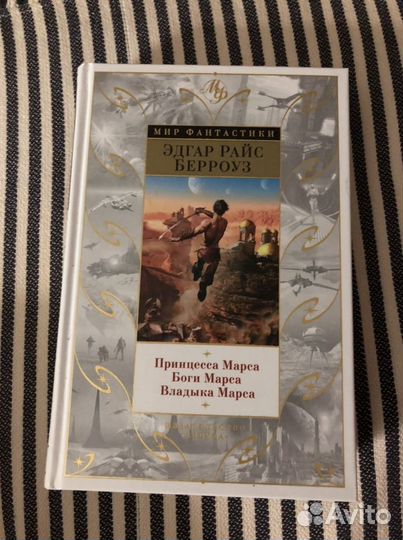 МФ
МИР ФАНТАСТИКИ
ЭДГАР РАЙС
БЕРРОУЗ
Принцесса Марса
Боги Марса
Владыка Марса
Avito